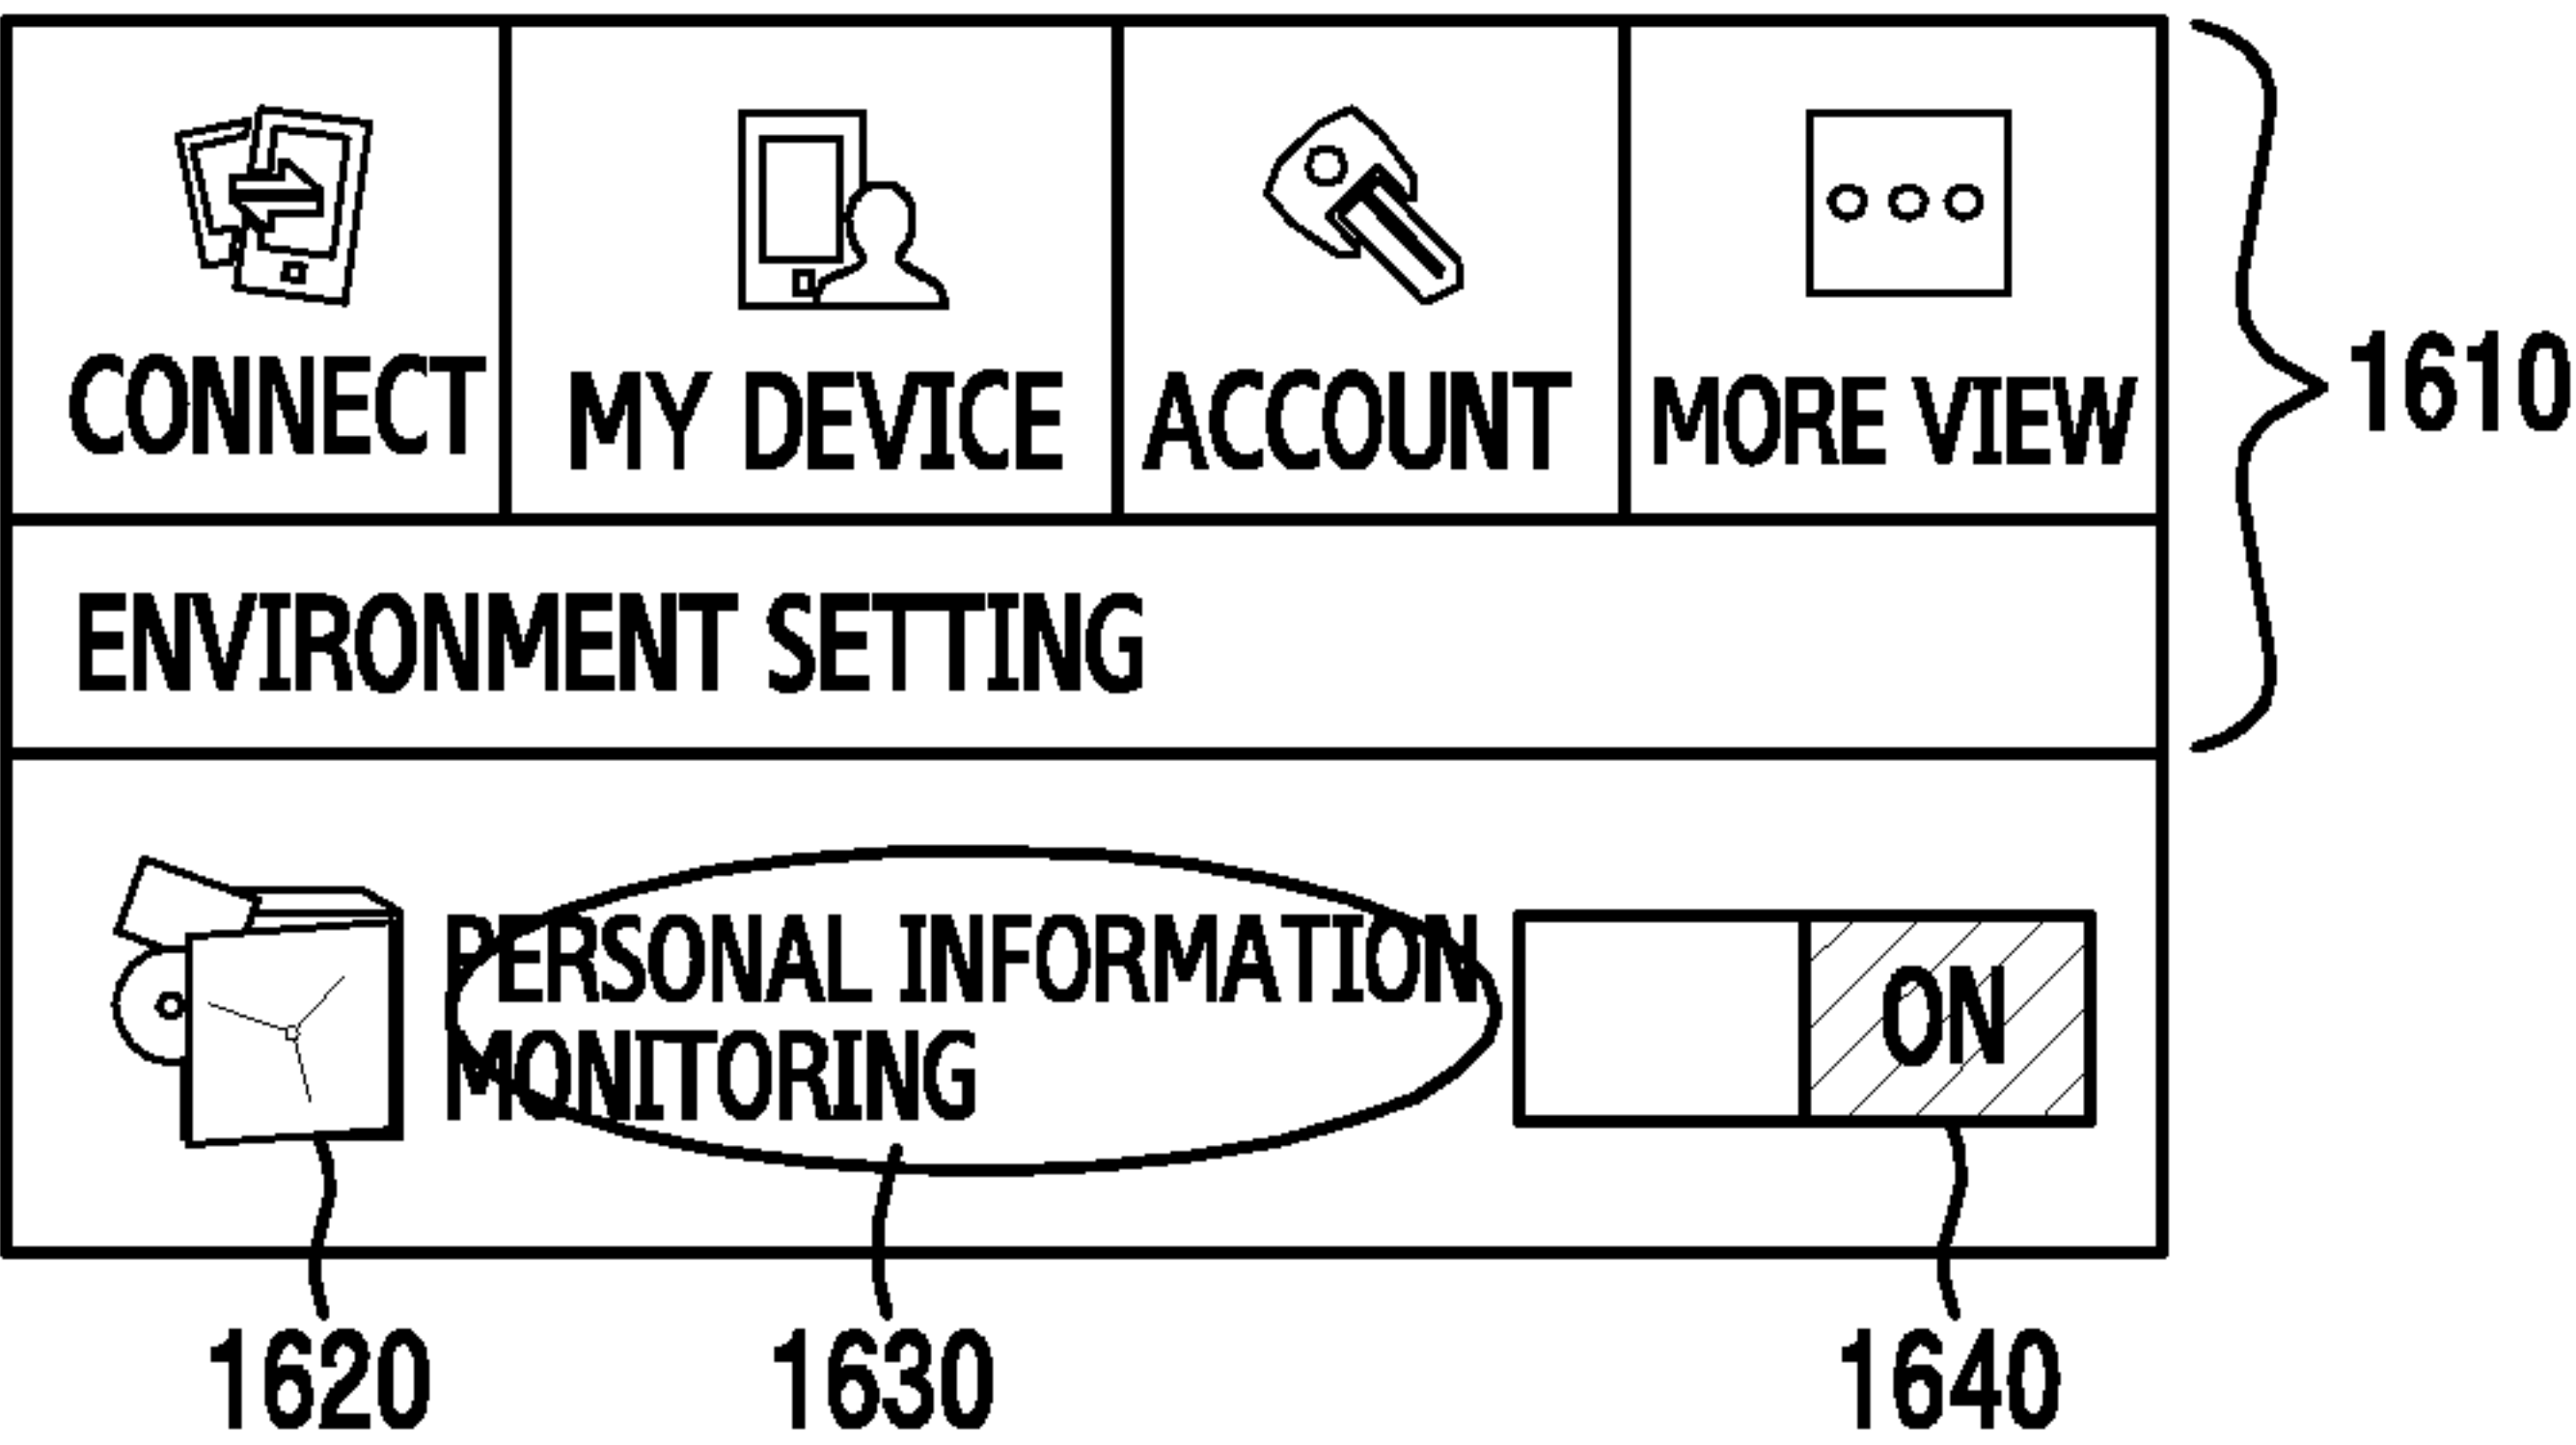 CONNECT
MY DEVICE
ACCOUNT
MORE VIEW
1610
ENVIRONMENT SETTING
PERSONAL INFORMATION
MONITORING
ON
1620
1630
1640